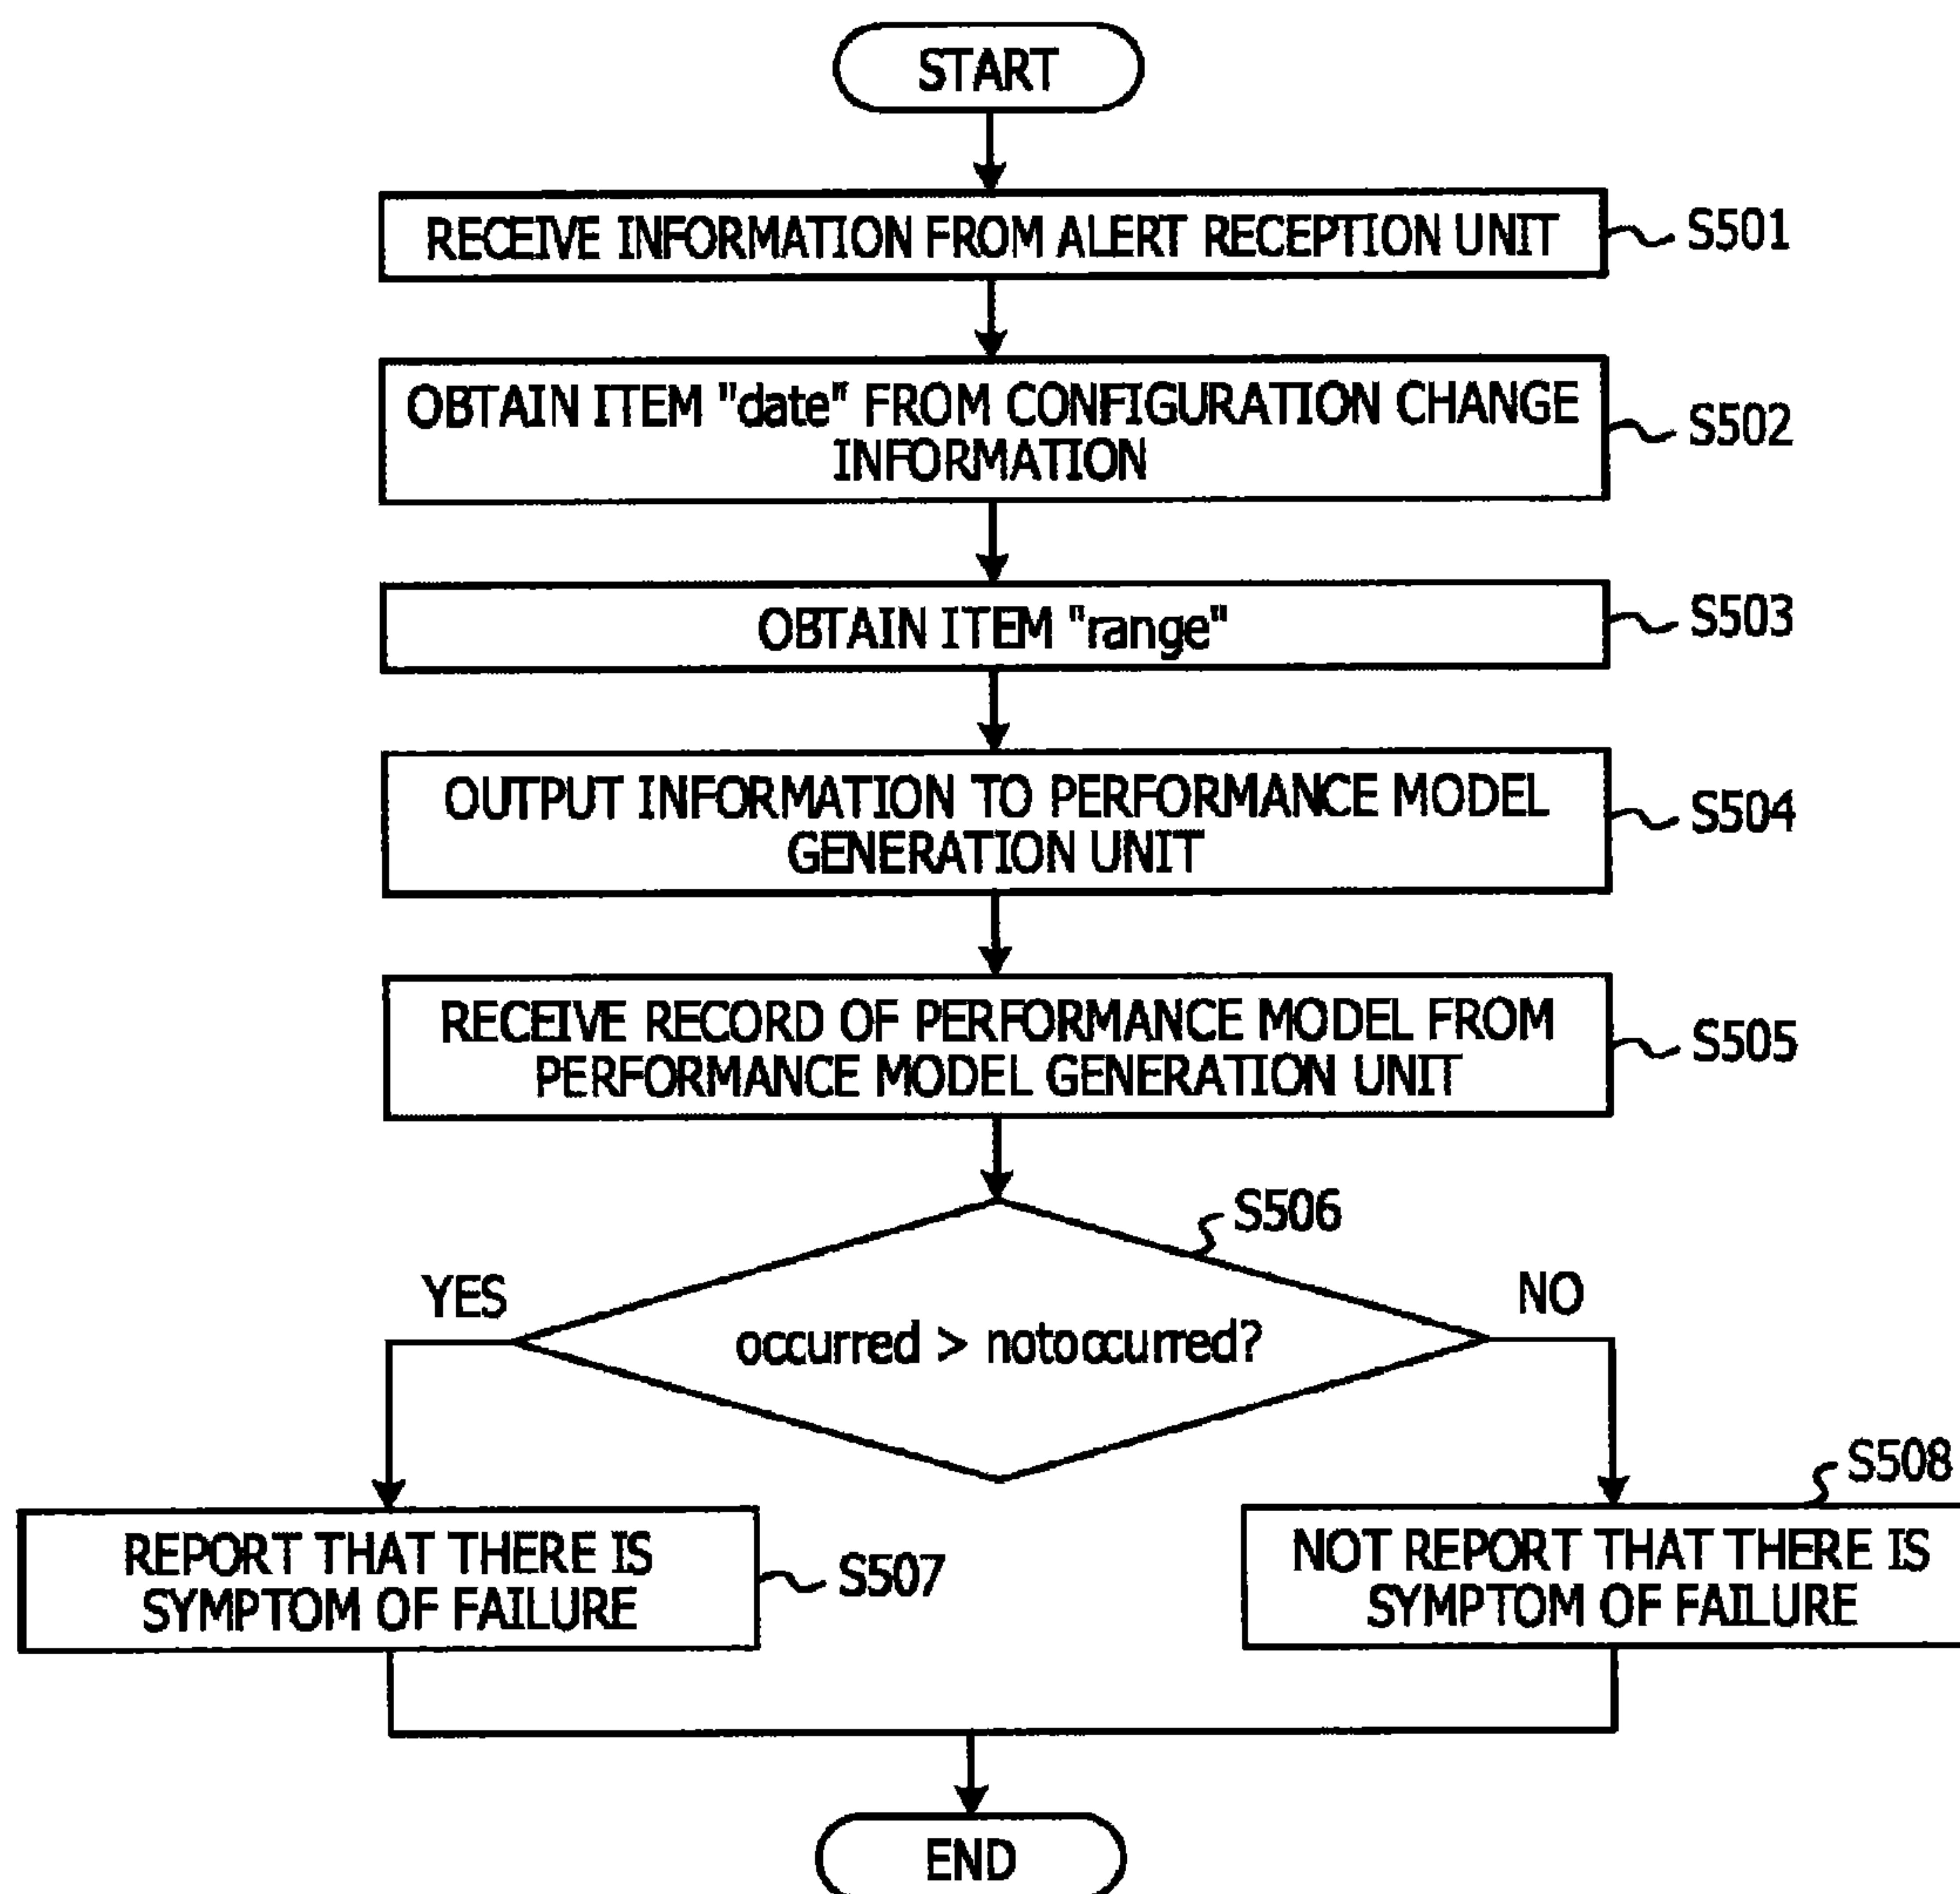 START
RECEIVE INFORMATION FROM ALERT RECEPTION UNIT
S501
OBTAIN ITEM "date" FROM CONFIGURATION CHANGE
INFORMATION
S502
OBTAIN ITEM "range"
S503
OUTPUT INFORMATION TO PERFORMANCE MODEL
GENERATION UNIT
S504
RECEIVE RECORD OF PERFORMANCE MODEL FROM
PERFORMANCE MODEL GENERATION UNIT
S505
S506
YES
NO
occurred > notoccurred?
S508
REPORT THAT THERE IS
SYMPTOM OF FAILURE
S507
NOT REPORT THAT THERE IS
SYMPTOM OF FAILURE
END